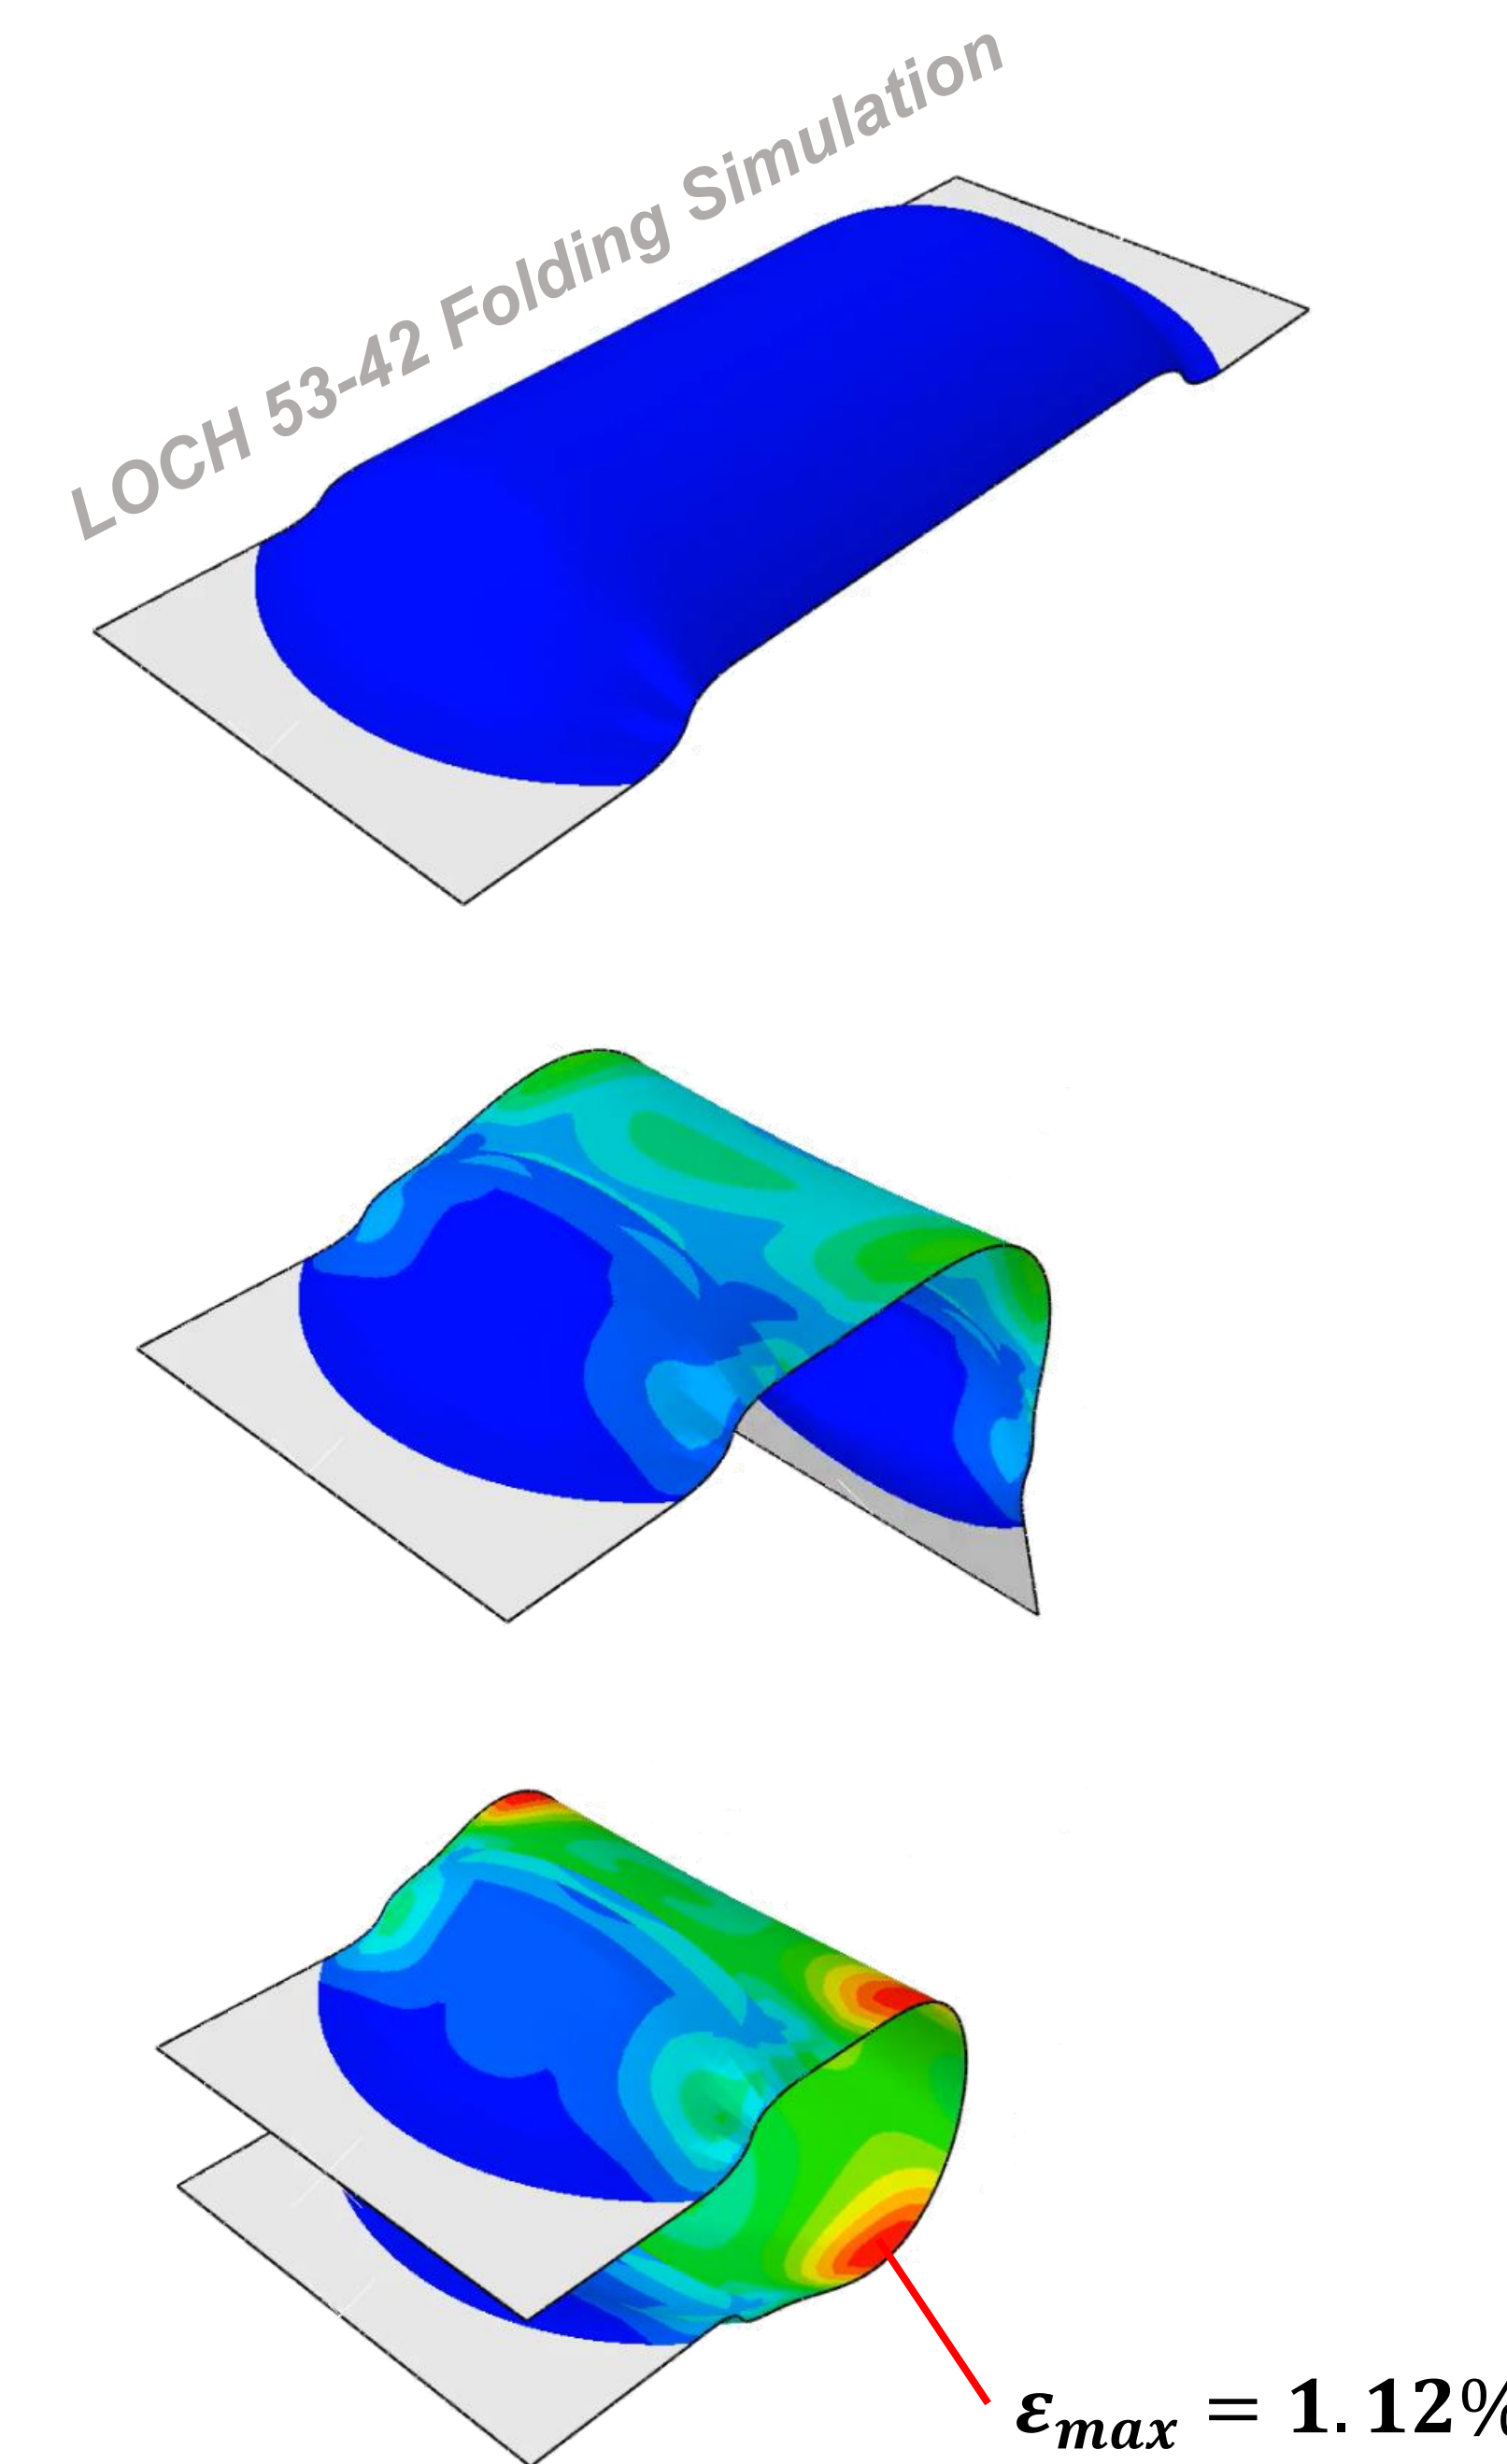 LOCH 53-42 Folding Simulation
εmax = 1.12%